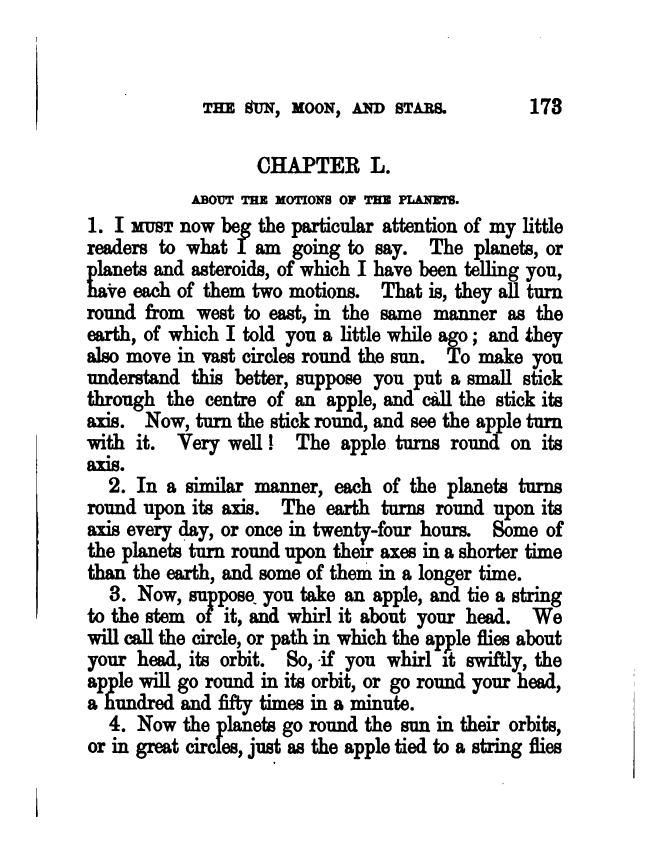 THE SUN, MOON, AND STARS. 173
CHAPTER L.
ABOUT THE MOTIONS OF THE PLANETS.
1. I MUST now beg the particular attention of my little
readers to what I am going to say. The planets, or
planets and asteroids, of which I have been telling you,
have each of them two motions. That is, they all turn
round from west to east, in the same manner as the
earth, of which I told you a little while ago; and they
also move in vast circles round the sun. To make you
understand this better, suppose you put a small stick
through the centre of an apple, and call the stick its
axis. Now, turn the stick round, and see the apple turn
with it. Very well! The apple turns round on its
axis.
2. In a similar manner, each of the planets turns
round upon its axis. The earth turns round upon its
axis every day, or once in twenty-four hours. Some of
the planets turn round upon their axes in a shorter time
than the earth, and some of them in a longer time.
3. Now, suppose you take an apple, and tie a string
to the stem of it, and whirl it about your head. We
will call the circle, or path in which the apple flies about
your head, its orbit. So, if you whirl it swiftly, the
apple will go round in its orbit, or go round your head,
a hundred and fifty times in a minute.
4. Now the planets go round the sun in their orbits,
or in great circles, just as the apple tied to a string flies